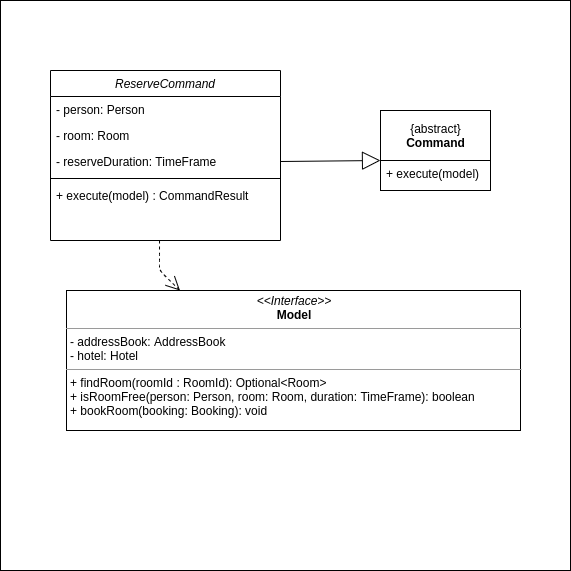 ReserveCommand
- person: Person
- room: Room
- reserveDuration: TimeFrame
+ execute(model) : CommandResult
{abstract}
Command
+ execute(model)
<<Interface>>
Model
- addressBook: AddressBook
- hotel: Hotel
+ findRoom(roomId : RoomId): Optional<Room>
+ isRoomFree(person: Person, room: Room, duration: TimeFrame): boolean
+ bookRoom(booking: Booking): void